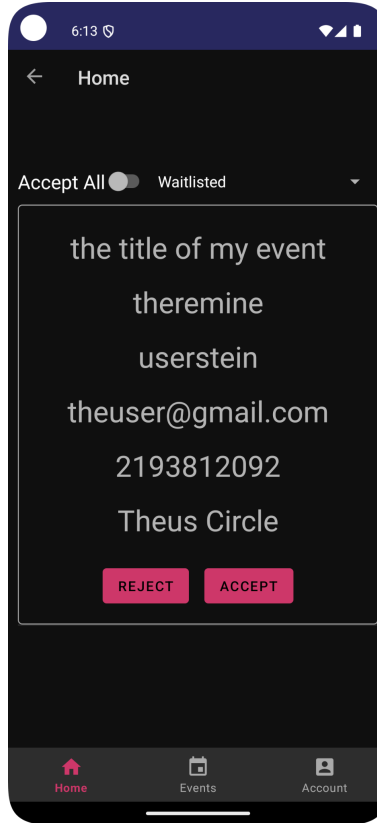 6:13
Home
Accept All Waitlisted
the title of my event
theremine
userstein
theuser@gmail.com
2193812092
Theus Circle
REJECT ACCEPT
Home Events Account